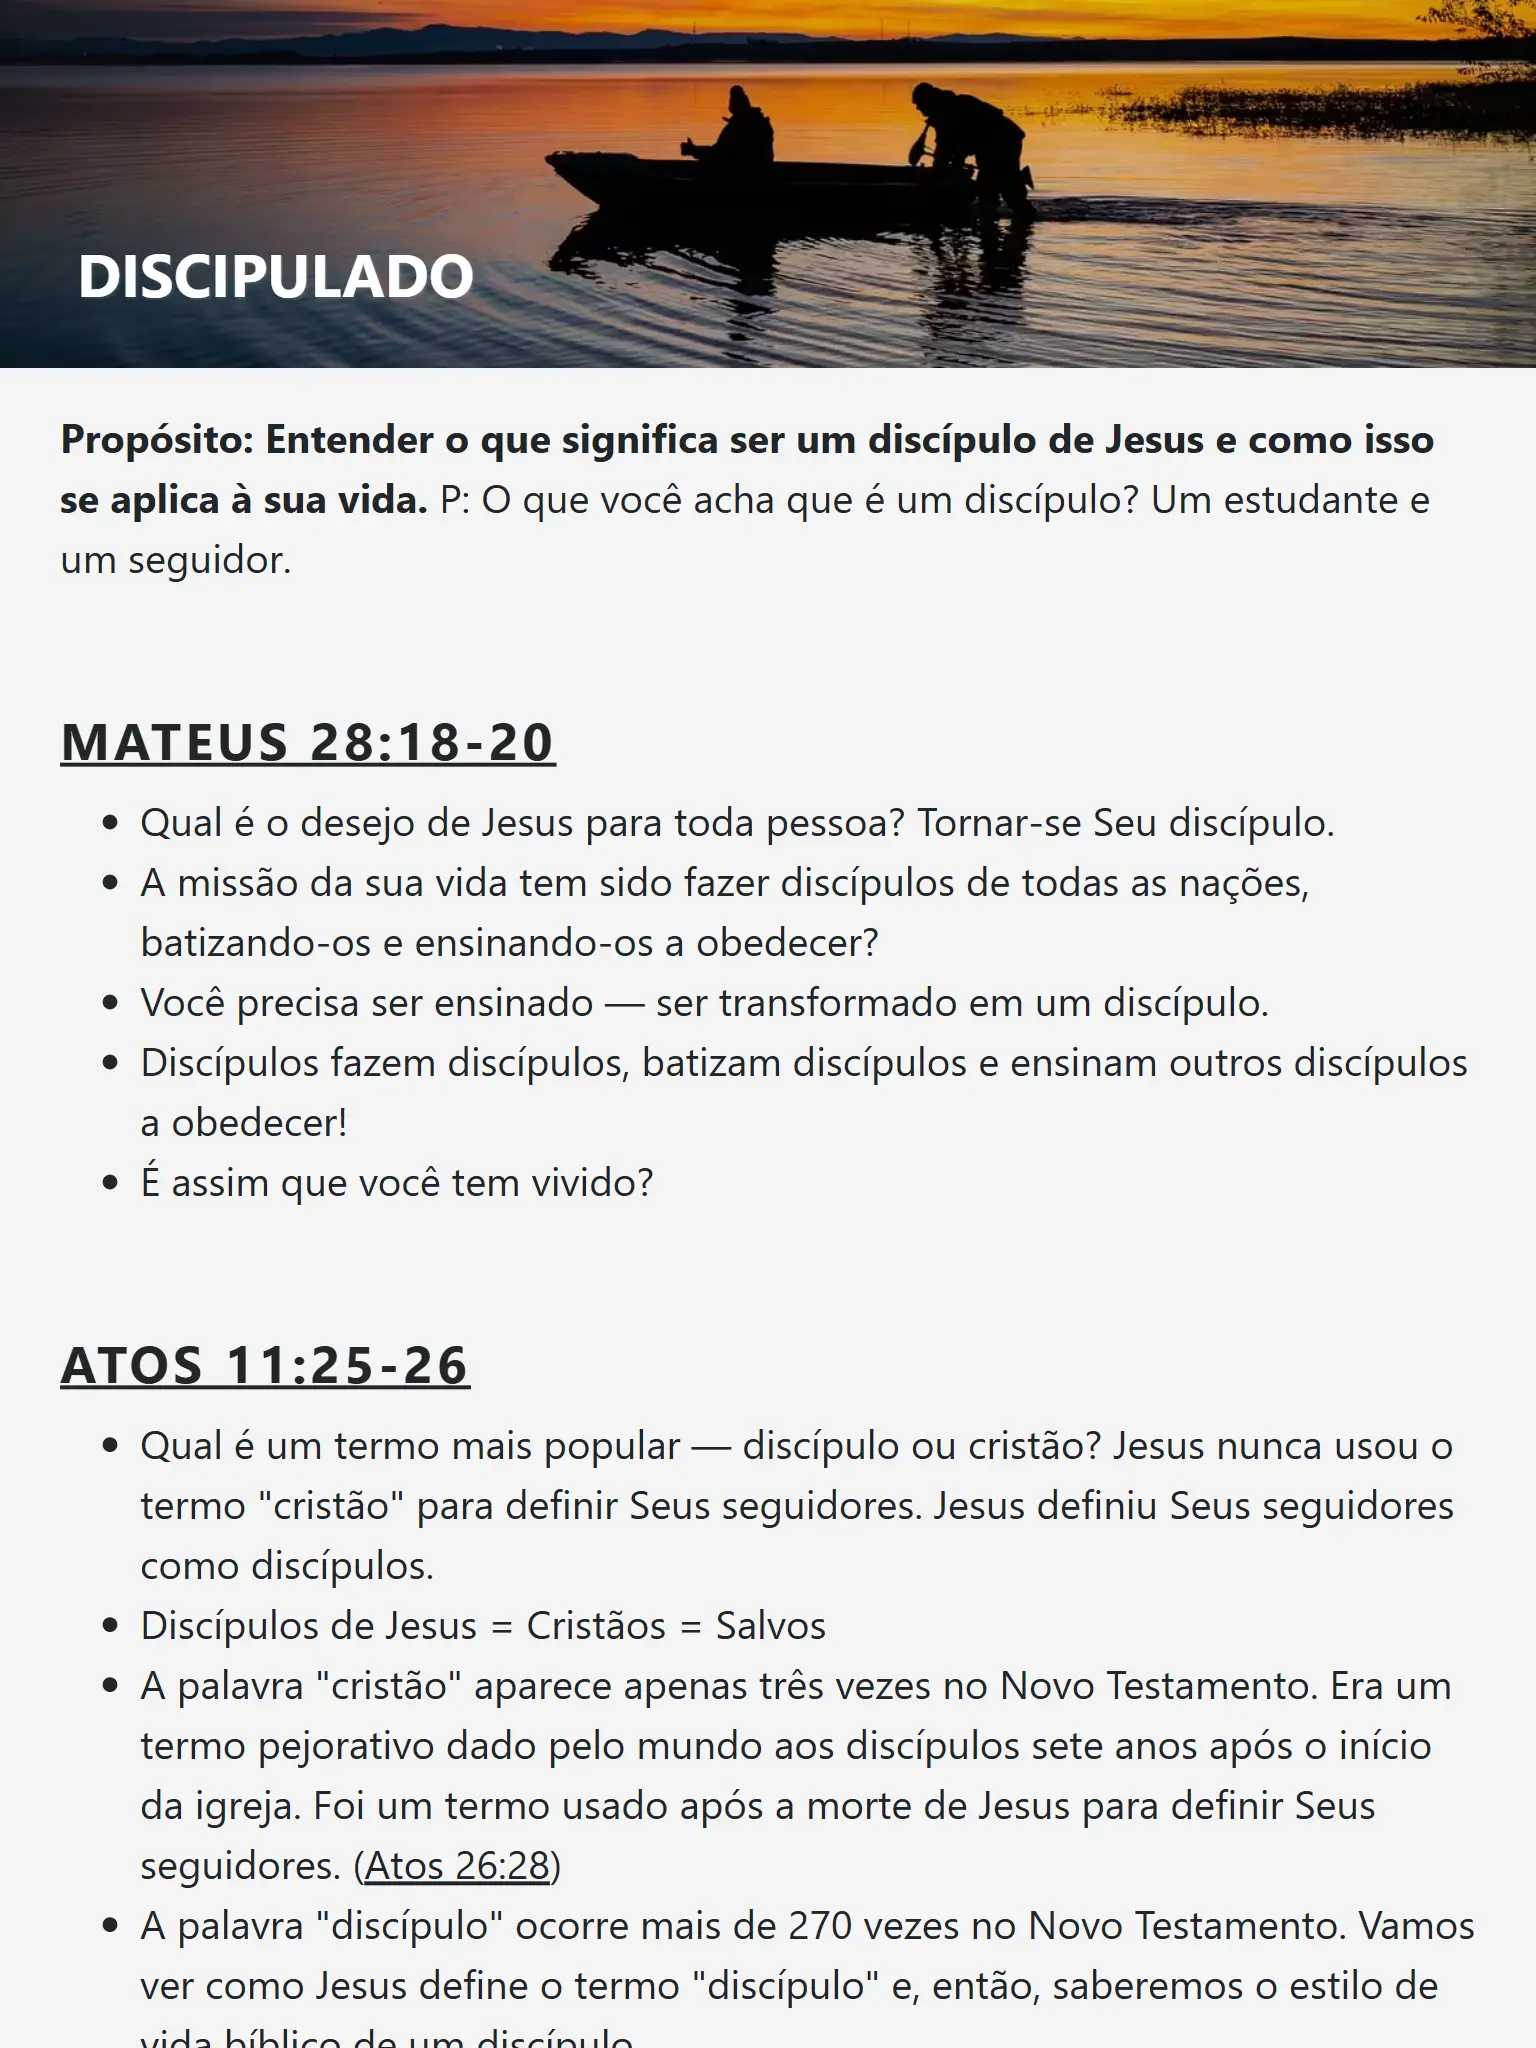 DISCIPULADO
Propósito: Entender o que significa ser um discípulo de Jesus e como isso
se aplica à sua vida. P: O que você acha que é um discípulo? Um estudante e
um seguidor.
MATEUS 28:18-20
• Qual é o desejo de Jesus para toda pessoa? Tornar-se Seu discípulo.
• A missão da sua vida tem sido fazer discípulos de todas as nações,
batizando-os e ensinando-os a obedecer?
• Você precisa ser ensinado — ser transformado em um discípulo.
• Discípulos fazem discípulos, batizam discípulos e ensinam outros discípulos
a obedecer!
• É assim que você tem vivido?
ATOS 11:25-26
• Qual é um termo mais popular — discípulo ou cristão? Jesus nunca usou o
termo "cristão" para definir Seus seguidores. Jesus definiu Seus seguidores
como discípulos.
• Discípulos de Jesus = Cristãos = Salvos
• A palavra "cristão" aparece apenas três vezes no Novo Testamento. Era um
termo pejorativo dado pelo mundo aos discípulos sete anos após o início
da igreja. Foi um termo usado após a morte de Jesus para definir Seus
seguidores. (Atos 26:28)
• A palavra "discípulo" ocorre mais de 270 vezes no Novo Testamento. Vamos
ver como Jesus define o termo "discípulo" e, então, saberemos o estilo de
vida bíblico de um discípulo